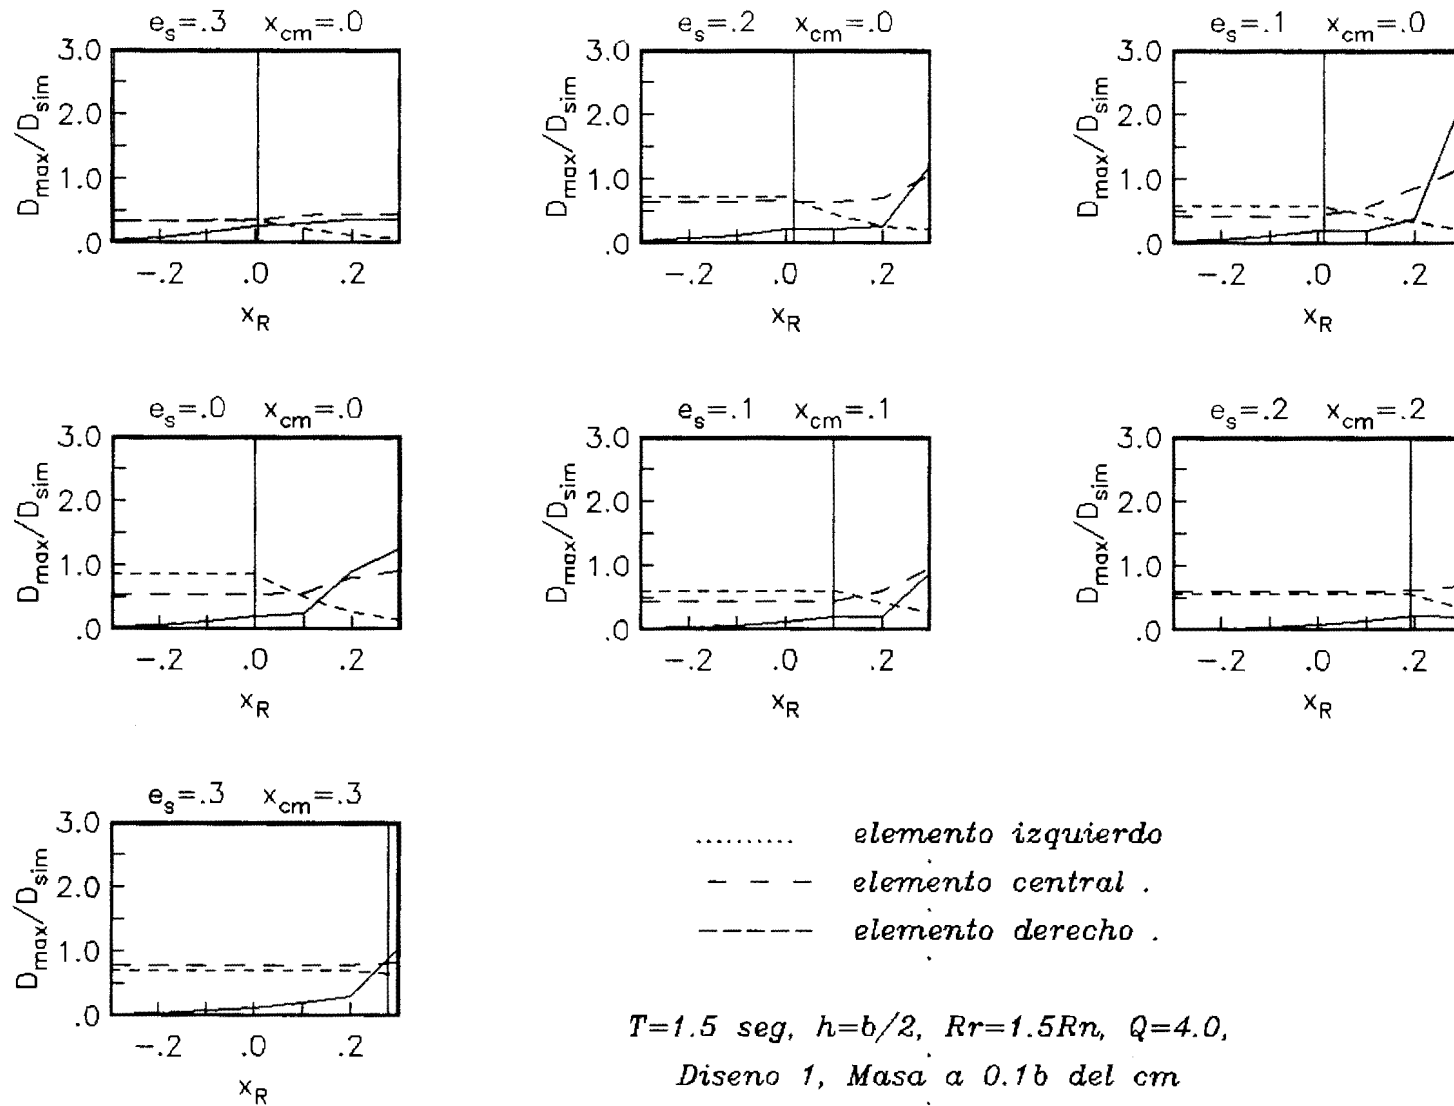 e_s=.3 x_cm=.0
3.0
2.0
1.0
.0
D_max/D_sim
-.2 .0 .2
x_R
e_s=.2 x_cm=.0
3.0
2.0
1.0
.0
D_max/D_sim
-.2 .0 .2
x_R
e_s=.1 x_cm=.0
3.0
2.0
1.0
.0
D_max/D_sim
-.2 .0 .2
x_R
e_s=.0 x_cm=.0
3.0
2.0
1.0
.0
D_max/D_sim
-.2 .0 .2
x_R
e_s=.1 x_cm=.1
3.0
2.0
1.0
.0
D_max/D_sim
-.2 .0 .2
x_R
e_s=.2 x_cm=.2
3.0
2.0
1.0
.0
D_max/D_sim
-.2 .0 .2
x_R
e_s=.3 x_cm=.3
3.0
2.0
1.0
.0
D_max/D_sim
-.2 .0 .2
x_R
elemento izquierdo
elemento central .
elemento derecho .
T=1.5 seg, h=b/2, Rr=1.5Rn, Q=4.0,
Diseno 1, Masa a 0.1b del cm